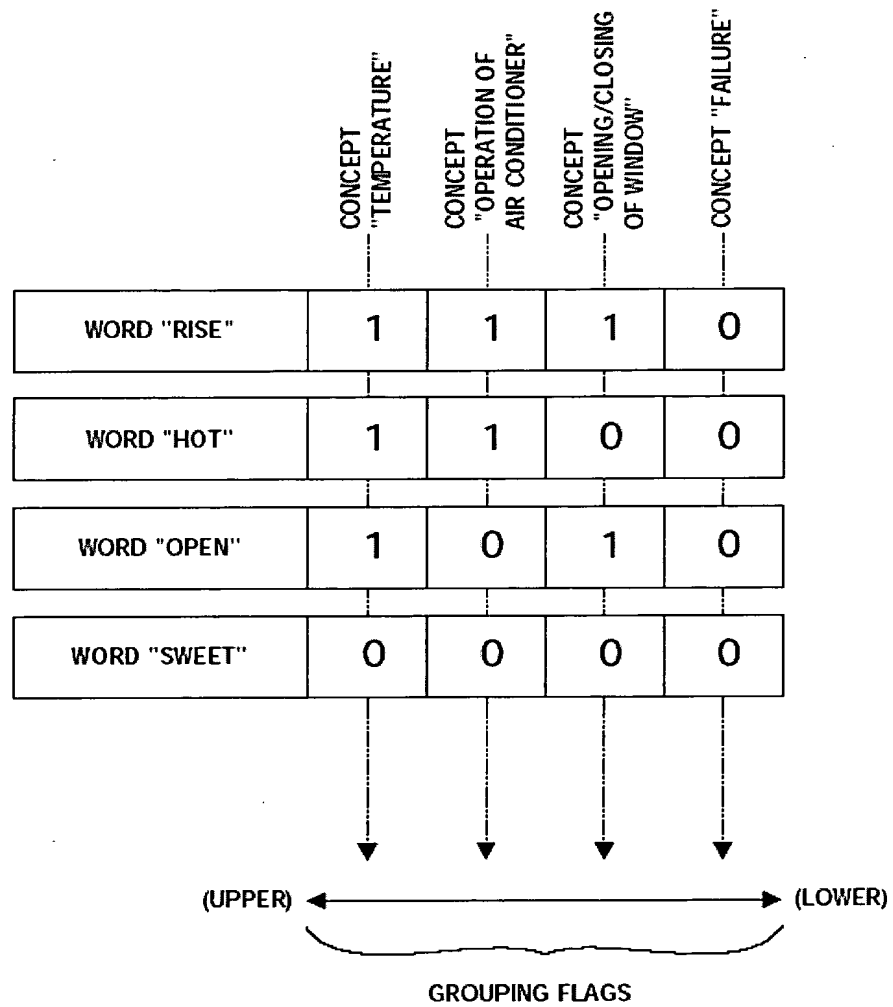 CONCEPT
"TEMPERATURE"
CONCEPT
"OPERATION OF
AIR CONDITIONER"
CONCEPT
"OPENING/CLOSING
OF WINDOW"
CONCEPT "FAILURE"
WORD "RISE" 1 1 1 0
WORD "HOT" 1 1 0 0
WORD "OPEN" 1 0 1 0
WORD "SWEET" 0 0 0 0
(UPPER) (LOWER)
GROUPING FLAGS